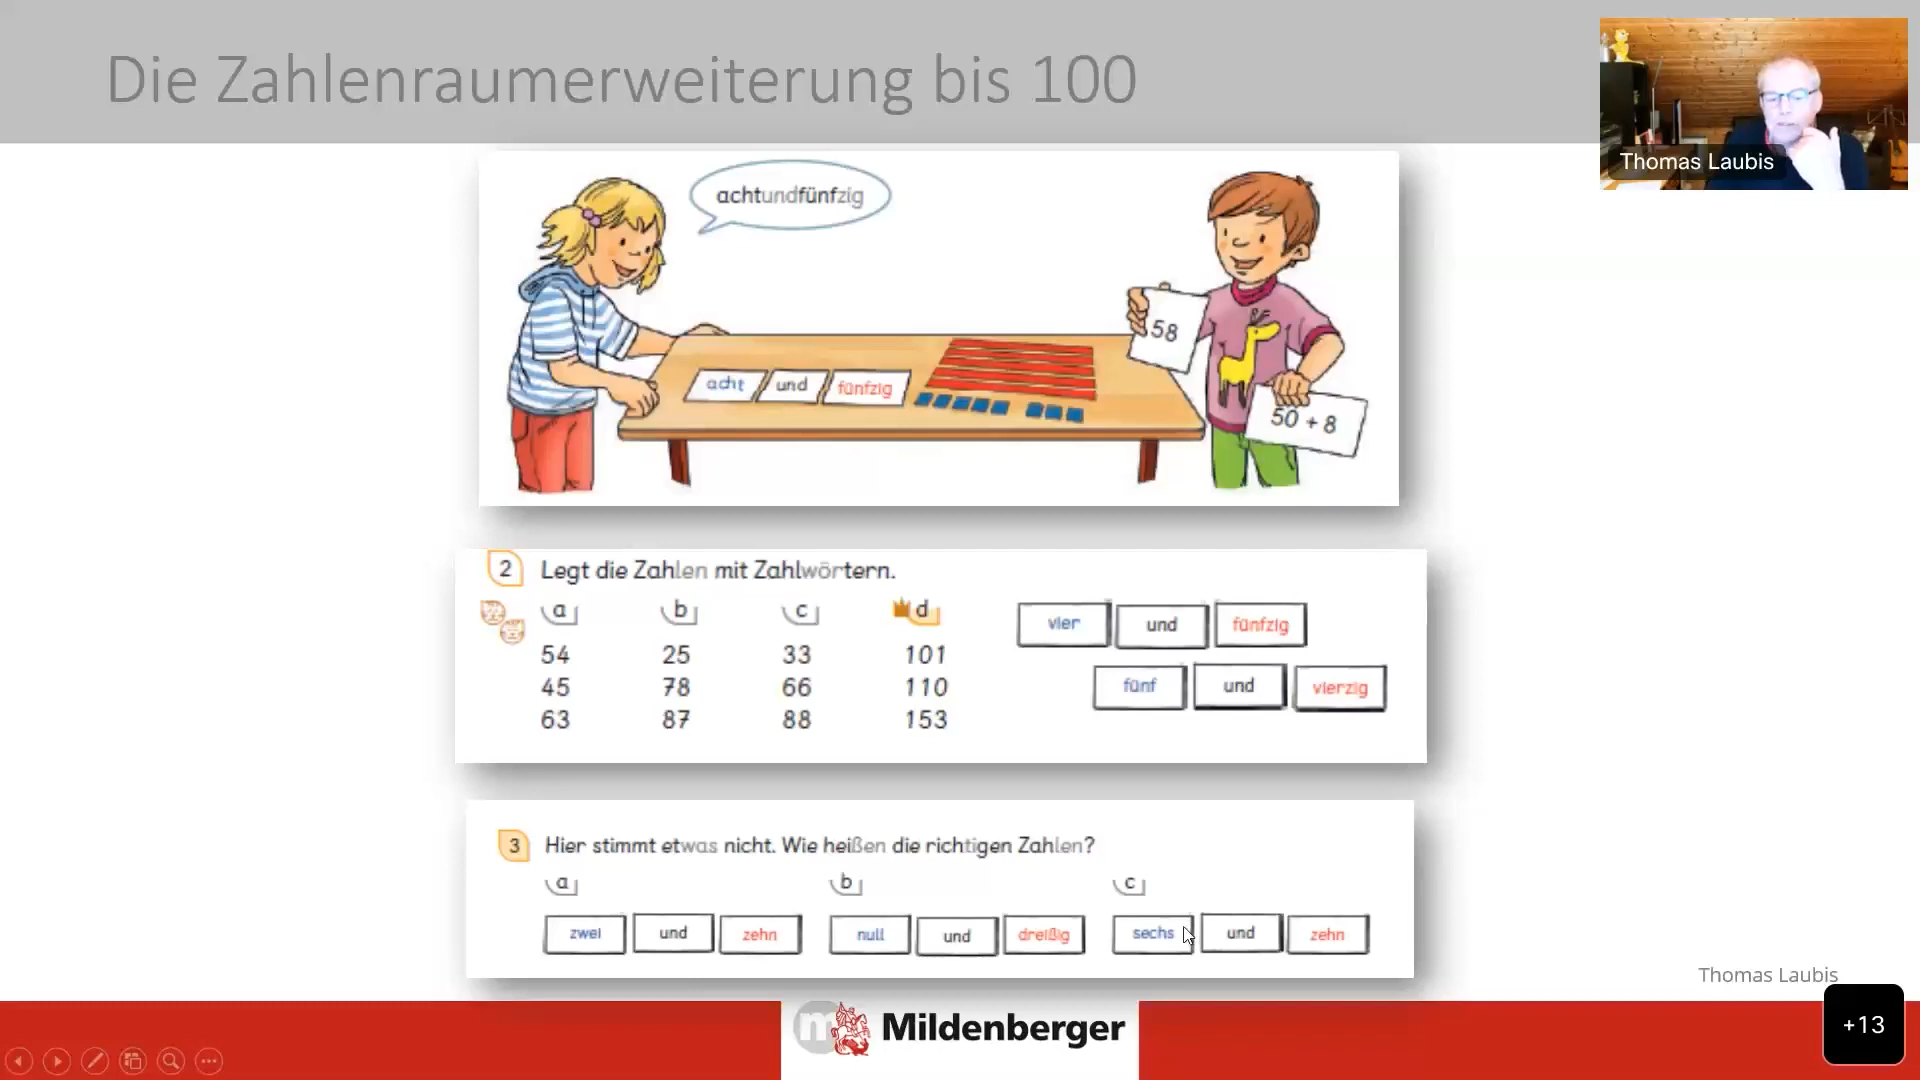 Die Zahlenraumerweiterung bis 100
Thomas Laubis
achtundfünfzig
58
acht und fünfzig
50 + 8
2 Legt die Zahlen mit Zahlwörtern.
a b c d
54 25 33 101
45 78 66 110
63 87 88 153
vier und fünfzig
fünf und vierzig
3 Hier stimmt etwas nicht. Wie heißen die richtigen Zahlen?
a b c
zwei und zehn null und dreißig sechs und zehn
Thomas Laubis
m Mildenberger
+13